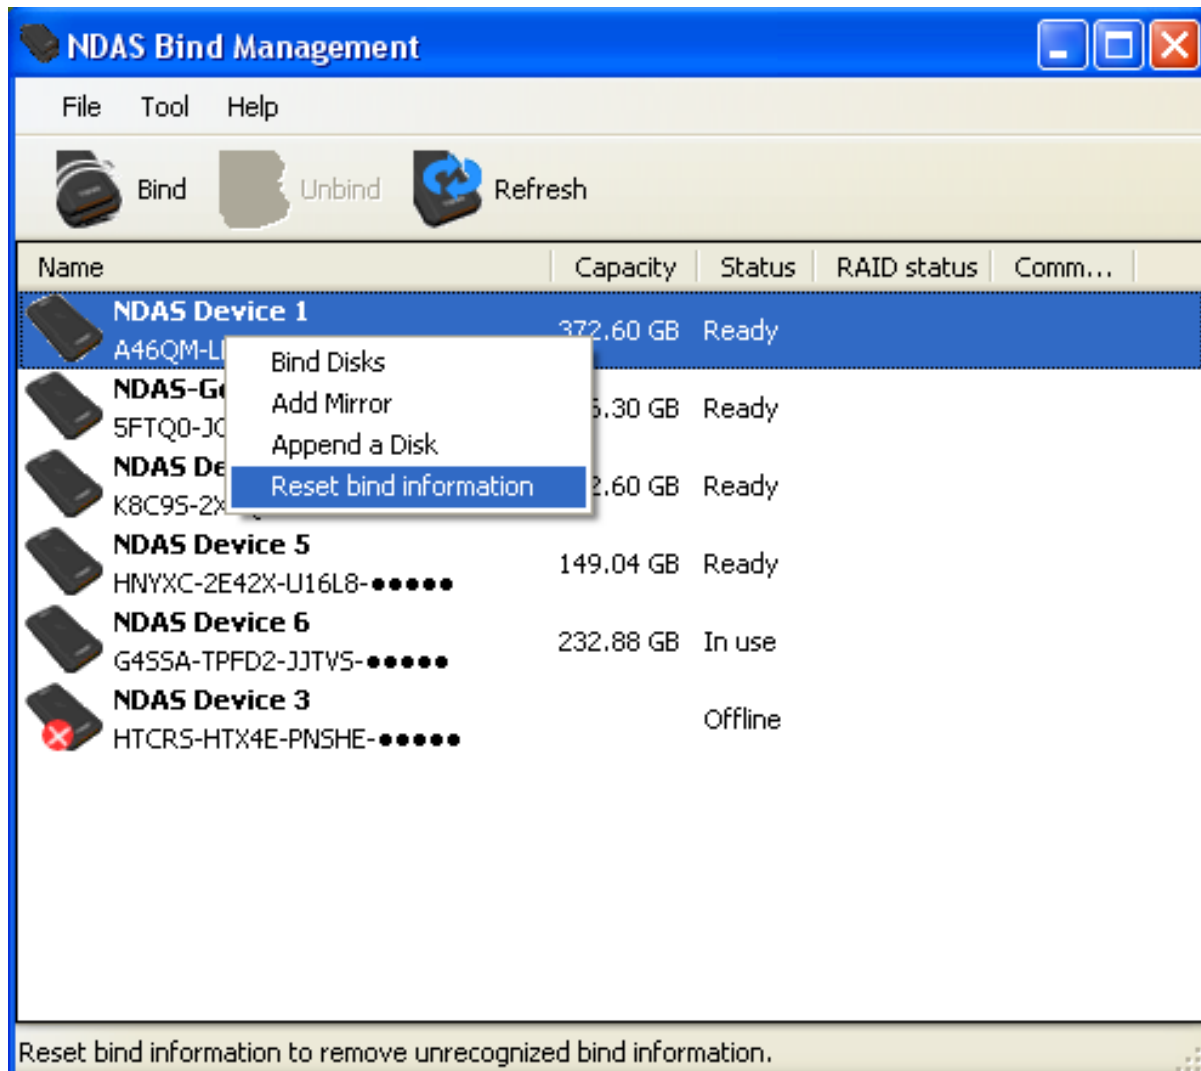 NDAS Bind Management
File Tool Help
Bind Unbind Refresh
Name Capacity Status RAID status Comm...
NDAS Device 1
372.60 GB Ready
Bind Disks
Add Mirror
Append a Disk
Reset bind information
Ready
Ready
NDAS Device 5
149.04 GB Ready
HNYXC-2E42X-U16L8-●●●●●
NDAS Device 6
232.88 GB In use
G4SSA-TPFD2-JJTVS-●●●●●
NDAS Device 3
Offline
HTCRS-HTX4E-PNSHE-●●●●●
Reset bind information to remove unrecognized bind information.